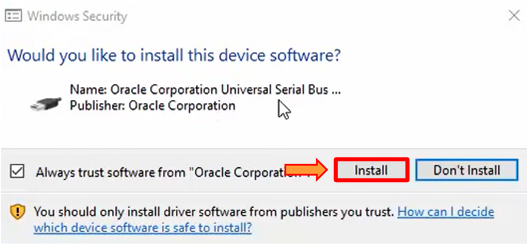 Windows Security
Would you like to install this device software?
Name: Oracle Corporation Universal Serial Bus ...
Publisher: Oracle Corporation
Always trust software from "Oracle Corporation
Install
Don't Install
You should only install driver software from publishers you trust. How can I decide
which device software is safe to install?